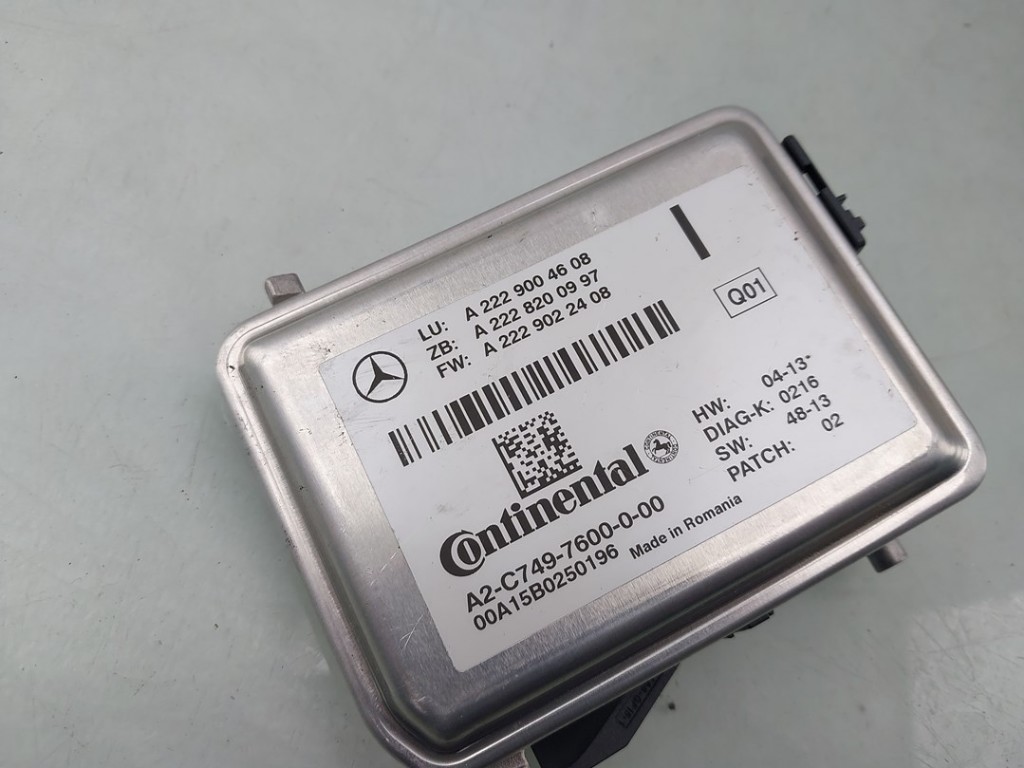 LU: A 222 900 46 08
ZB: A 222 820 09 97
FW: A 222 902 24 08
Q01
HW: 04-13*
DIAG-K: 0216
SW: 48-13
PATCH: 02
Continental
A2-C749-7600-0-00
00A15B0250196 Made in Romania